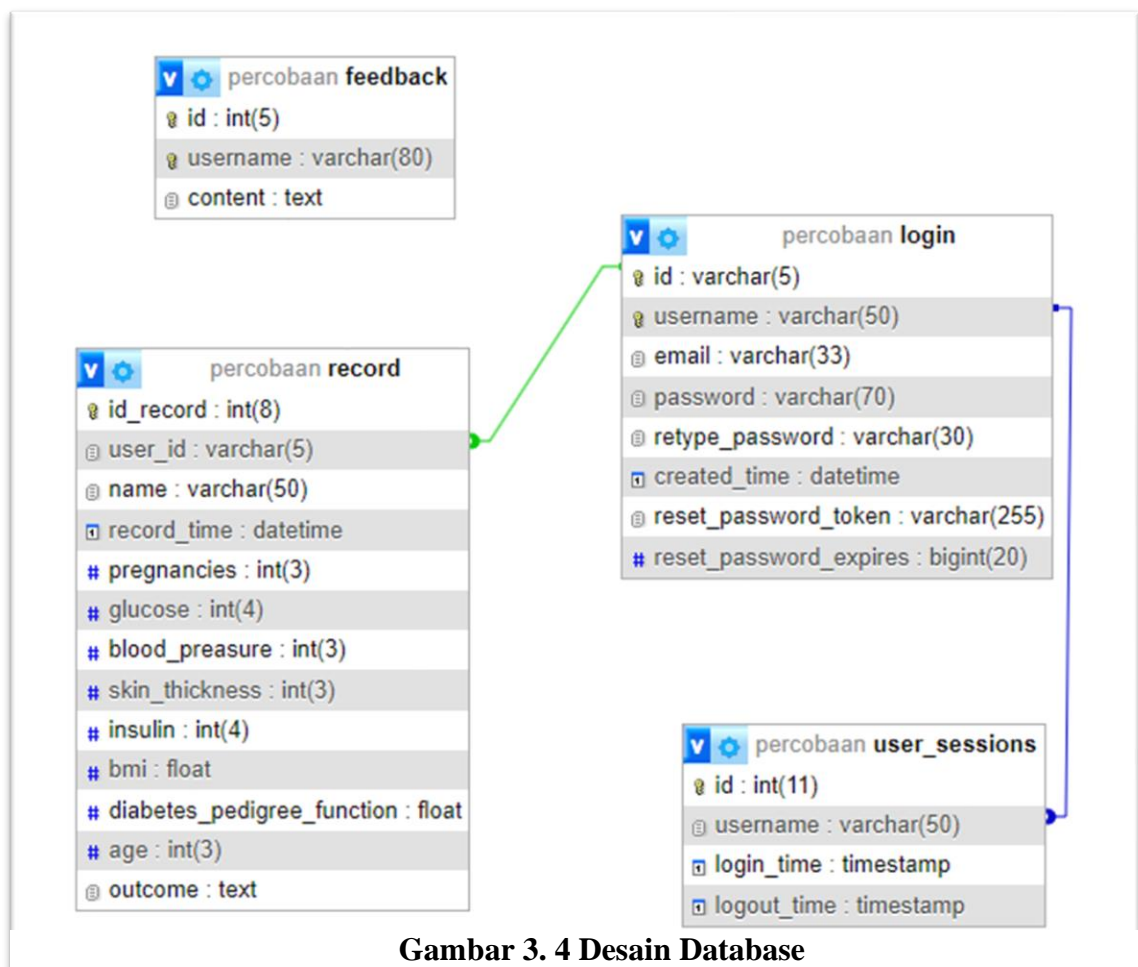 percobaan feedback
id : int(5)
username : varchar(80)
content : text
percobaan login
id : varchar(5)
username : varchar(50)
email : varchar(33)
password : varchar(70)
retype_password : varchar(30)
created_time : datetime
reset_password_token : varchar(255)
# reset_password_expires : bigint(20)
percobaan record
id_record : int(8)
user_id : varchar(5)
name : varchar(50)
record_time : datetime
# pregnancies : int(3)
# glucose : int(4)
# blood_preasure : int(3)
# skin_thickness : int(3)
# insulin : int(4)
# bmi : float
# diabetes_pedigree_function : float
# age : int(3)
outcome : text
percobaan user_sessions
id : int(11)
username : varchar(50)
login_time : timestamp
logout_time : timestamp
Gambar 3. 4 Desain Database